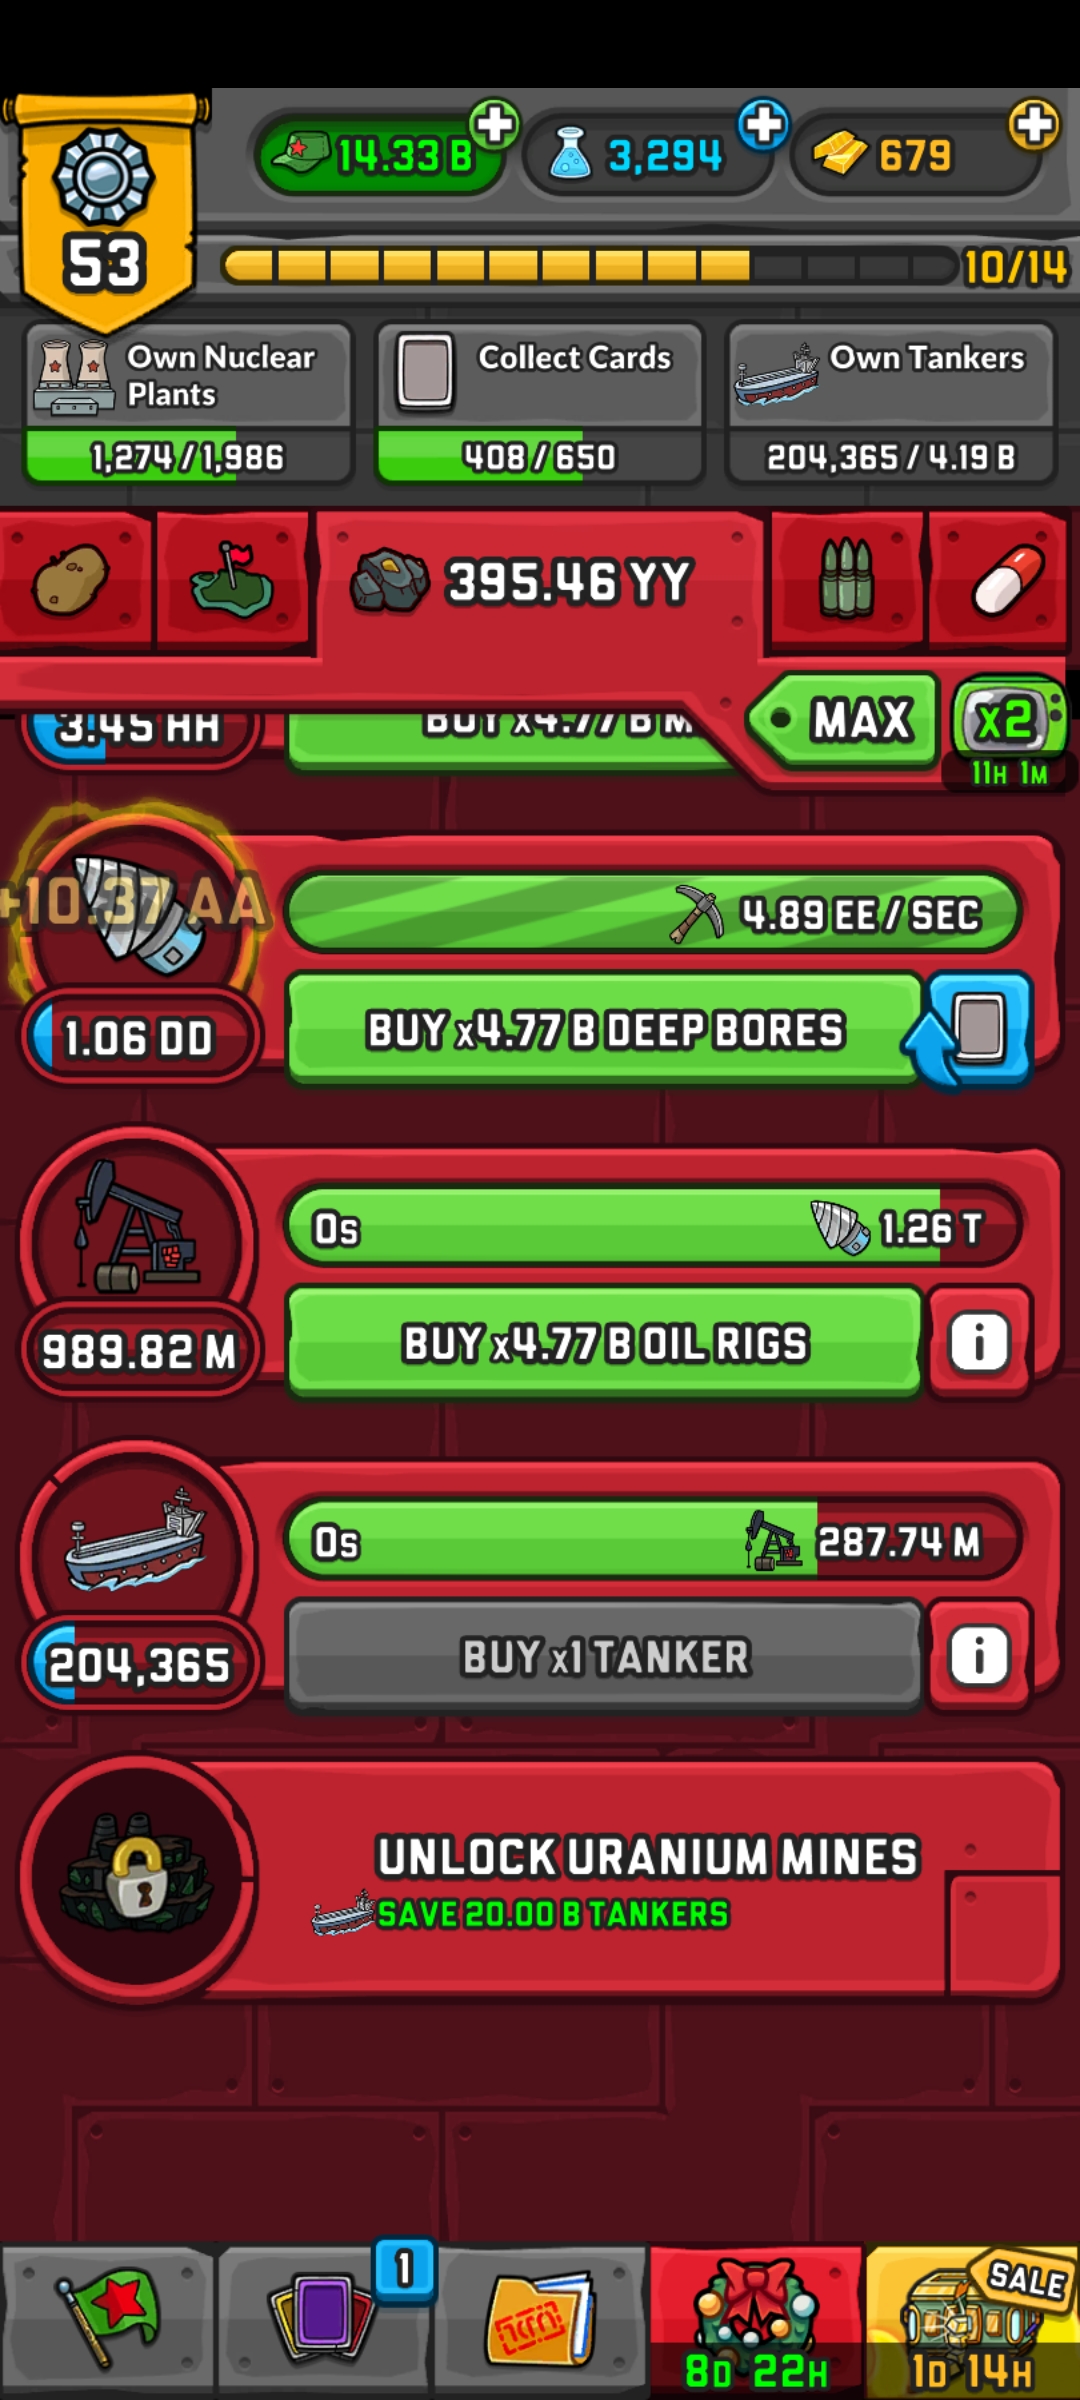 14.33 B
3,294
679
53
10/14
Own Nuclear
Plants
1,274 / 1,986
Collect Cards
408 / 650
Own Tankers
204,365 / 4.19 B
395.46 YY
MAX
x2
11H 1M
3.45 HH
BUY x4.77 B M
+10.37 AA
4.89 EE / SEC
1.06 DD
BUY x4.77 B DEEP BORES
0s
1.26 T
989.82 M
BUY x4.77 B OIL RIGS
i
0s
287.74 M
204,365
BUY x1 TANKER
i
UNLOCK URANIUM MINES
SAVE 20.00 B TANKERS
1
SALE
8D 22H
1D 14H